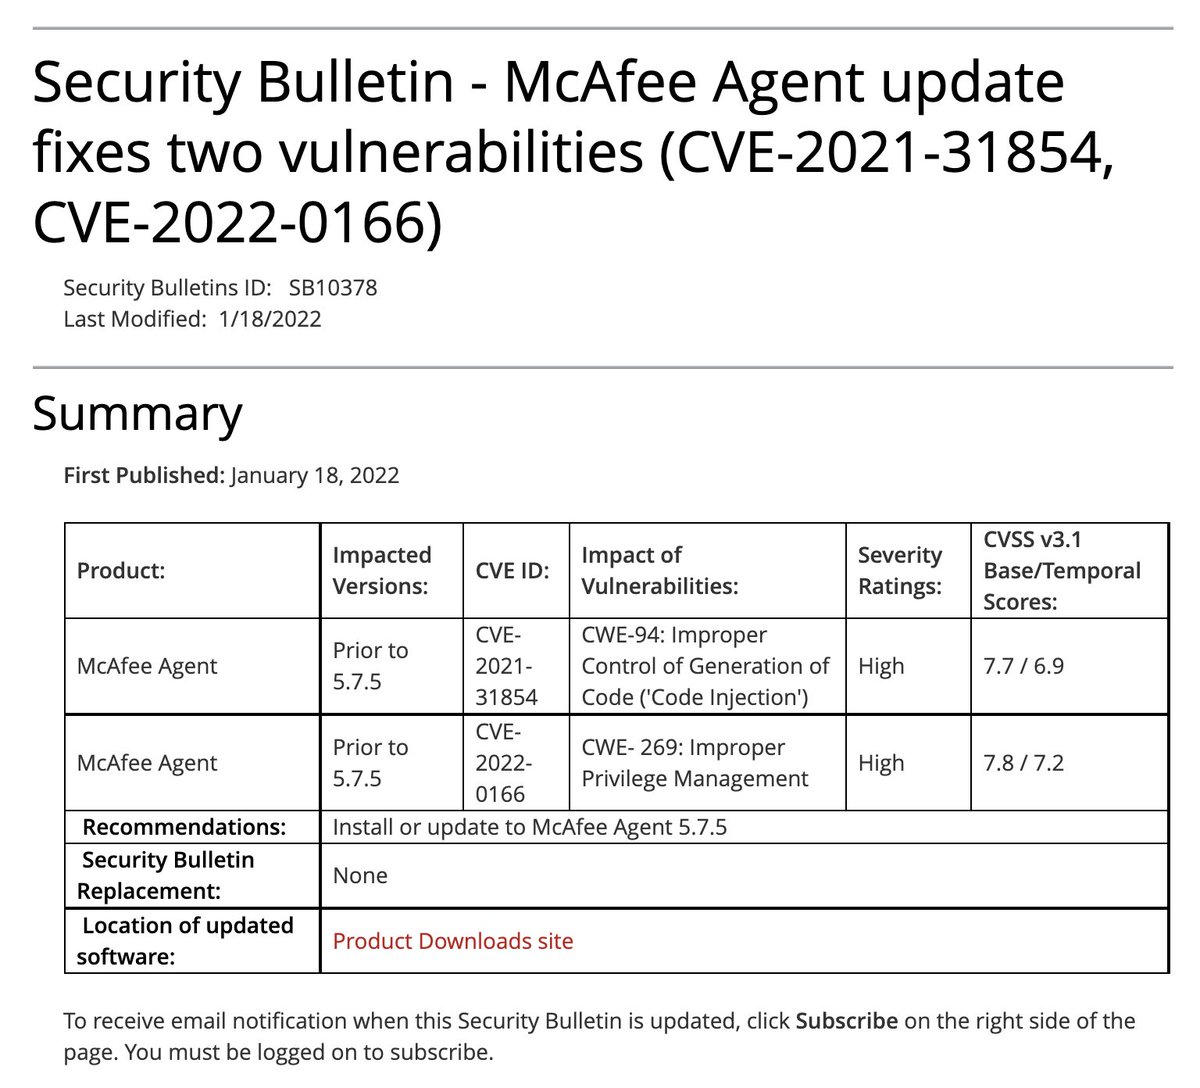 Security Bulletin - McAfee Agent update
fixes two vulnerabilities (CVE-2021-31854,
CVE-2022-0166)
Security Bulletins ID: SB10378
Last Modified: 1/18/2022
Summary
First Published: January 18, 2022
Product:
Impacted
Versions:
CVE ID:
Impact of
Vulnerabilities:
Severity
Ratings:
CVSS v3.1
Base/Temporal
Scores:
McAfee Agent
Prior to
5.7.5
CVE-
2021-
31854
CWE-94: Improper
Control of Generation of
Code ('Code Injection')
High
7.7 / 6.9
McAfee Agent
Prior to
5.7.5
CVE-
2022-
0166
CWE- 269: Improper
Privilege Management
High
7.8 / 7.2
Recommendations:
Install or update to McAfee Agent 5.7.5
Security Bulletin
Replacement:
None
Location of updated
software:
Product Downloads site
To receive email notification when this Security Bulletin is updated, click Subscribe on the right side of the
page. You must be logged on to subscribe.